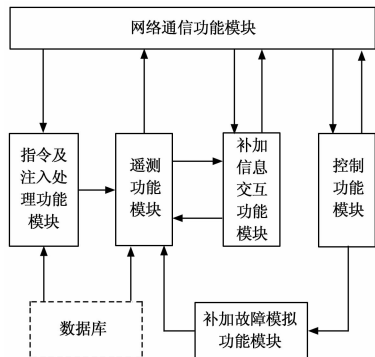 网络通信功能模块
指令及
注入处
理功能
模块
遥测
功能
模块
补加
信息
交互功
能模块
控制
功能
模块
数据库
补加故障模拟
功能模块